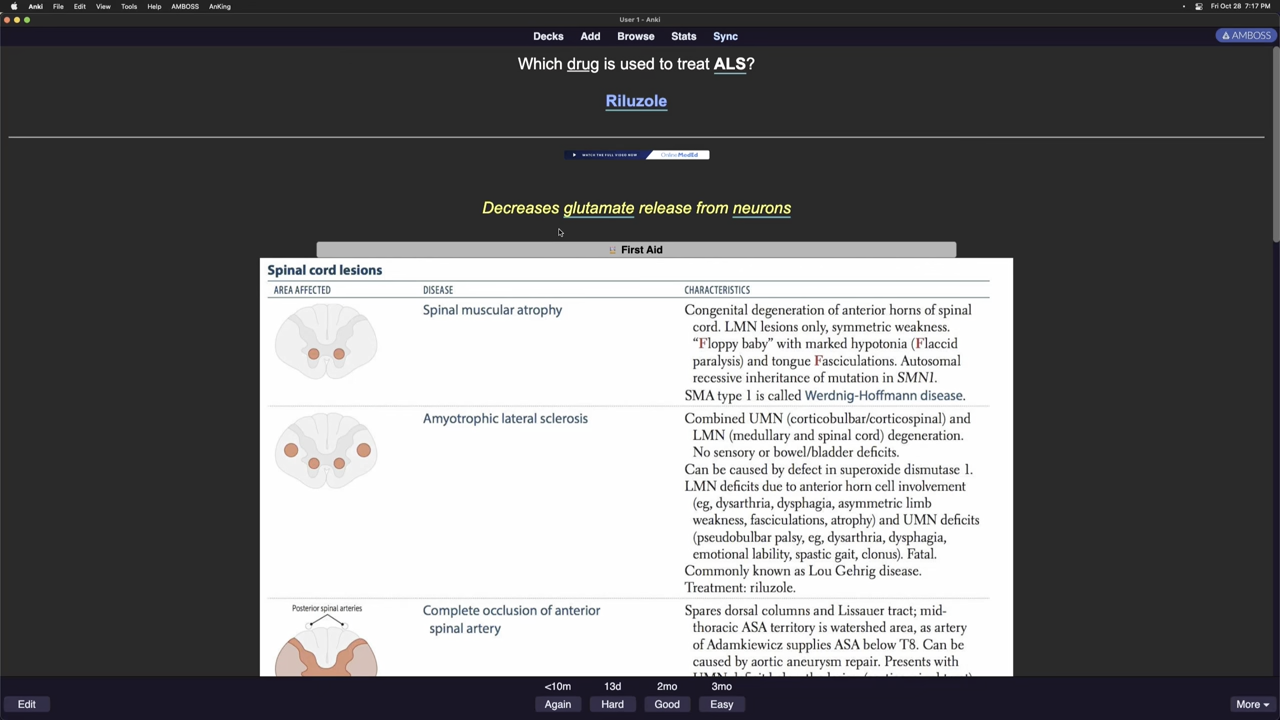 Anki File Edit View Tools Help AMBOSS AnKing Fri Oct 28 7:17 PM
User 1 - Anki
Decks Add Browse Stats Sync AMBOSS
Which drug is used to treat ALS?
Riluzole
WATCH THE FULL VIDEO NOW OnlineMedEd
Decreases glutamate release from neurons
First Aid
Spinal cord lesions
AREA AFFECTED DISEASE CHARACTERISTICS
Spinal muscular atrophy
Congenital degeneration of anterior horns of spinal
cord. LMN lesions only, symmetric weakness.
“Floppy baby” with marked hypotonia (Flaccid
paralysis) and tongue Fasciculations. Autosomal
recessive inheritance of mutation in SMN1.
SMA type 1 is called Werdnig-Hoffmann disease.
Amyotrophic lateral sclerosis
Combined UMN (corticobulbar/corticospinal) and
LMN (medullary and spinal cord) degeneration.
No sensory or bowel/bladder deficits.
Can be caused by defect in superoxide dismutase 1.
LMN deficits due to anterior horn cell involvement
(eg, dysarthria, dysphagia, asymmetric limb
weakness, fasciculations, atrophy) and UMN deficits
(pseudobulbar palsy, eg, dysarthria, dysphagia,
emotional lability, spastic gait, clonus). Fatal.
Commonly known as Lou Gehrig disease.
Treatment: riluzole.
Posterior spinal arteries
Complete occlusion of anterior
spinal artery
Spares dorsal columns and Lissauer tract; mid-
thoracic ASA territory is watershed area, as artery
of Adamkiewicz supplies ASA below T8. Can be
caused by aortic aneurysm repair. Presents with
<10m 13d 2mo 3mo
Edit Again Hard Good Easy More